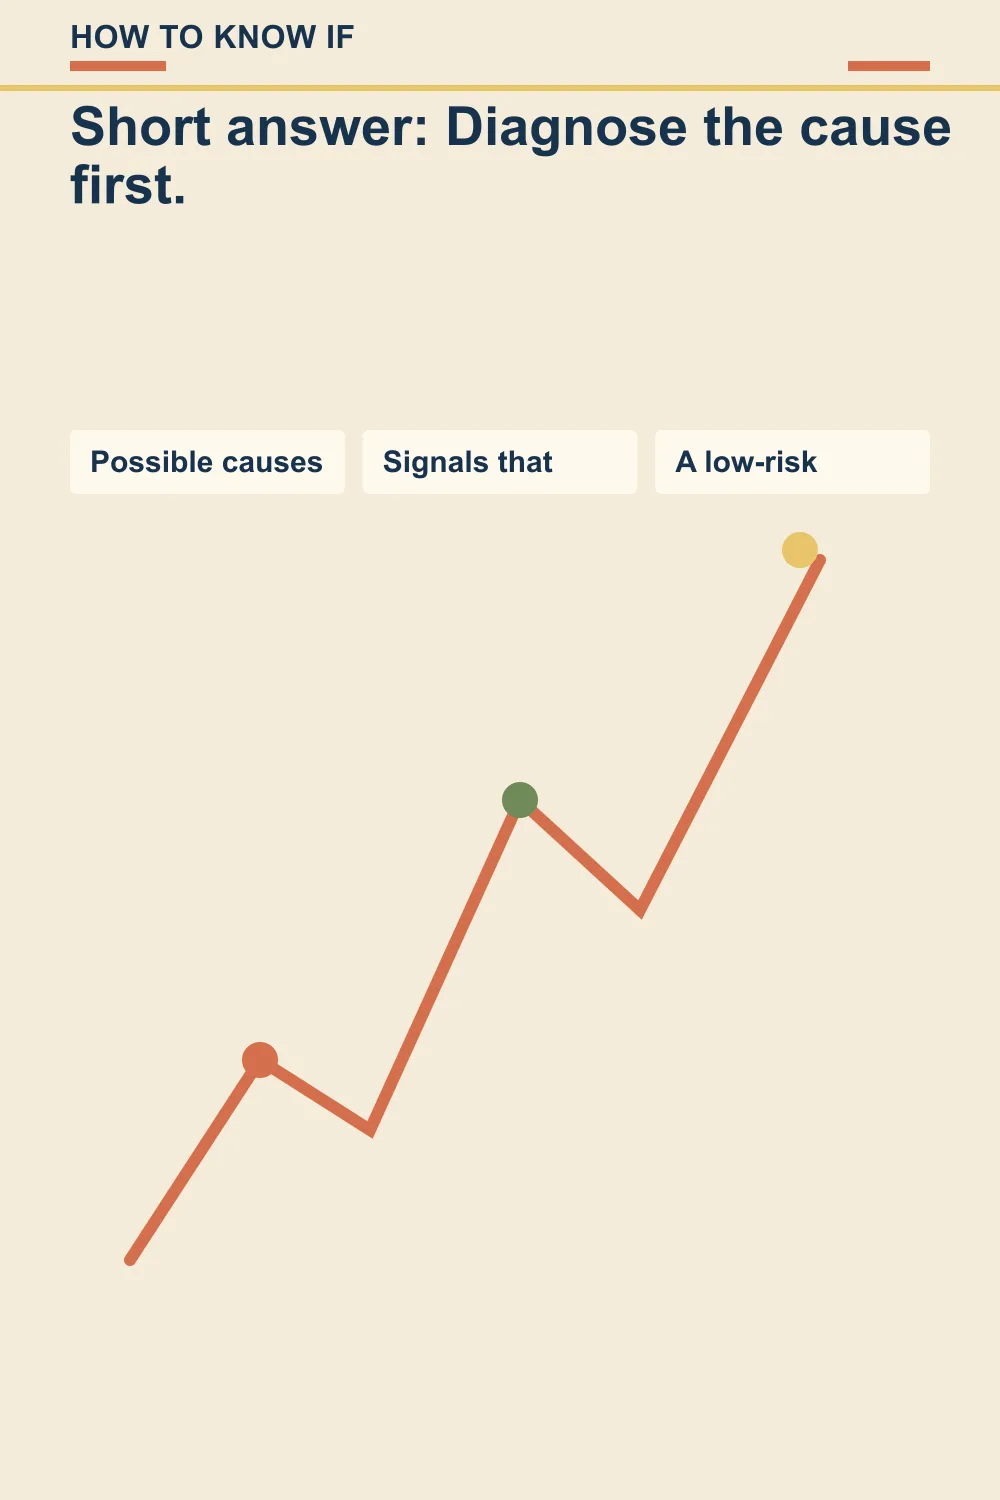 HOW TO KNOW IF
Short answer: Diagnose the cause
first.
Possible causes
Signals that
A low-risk